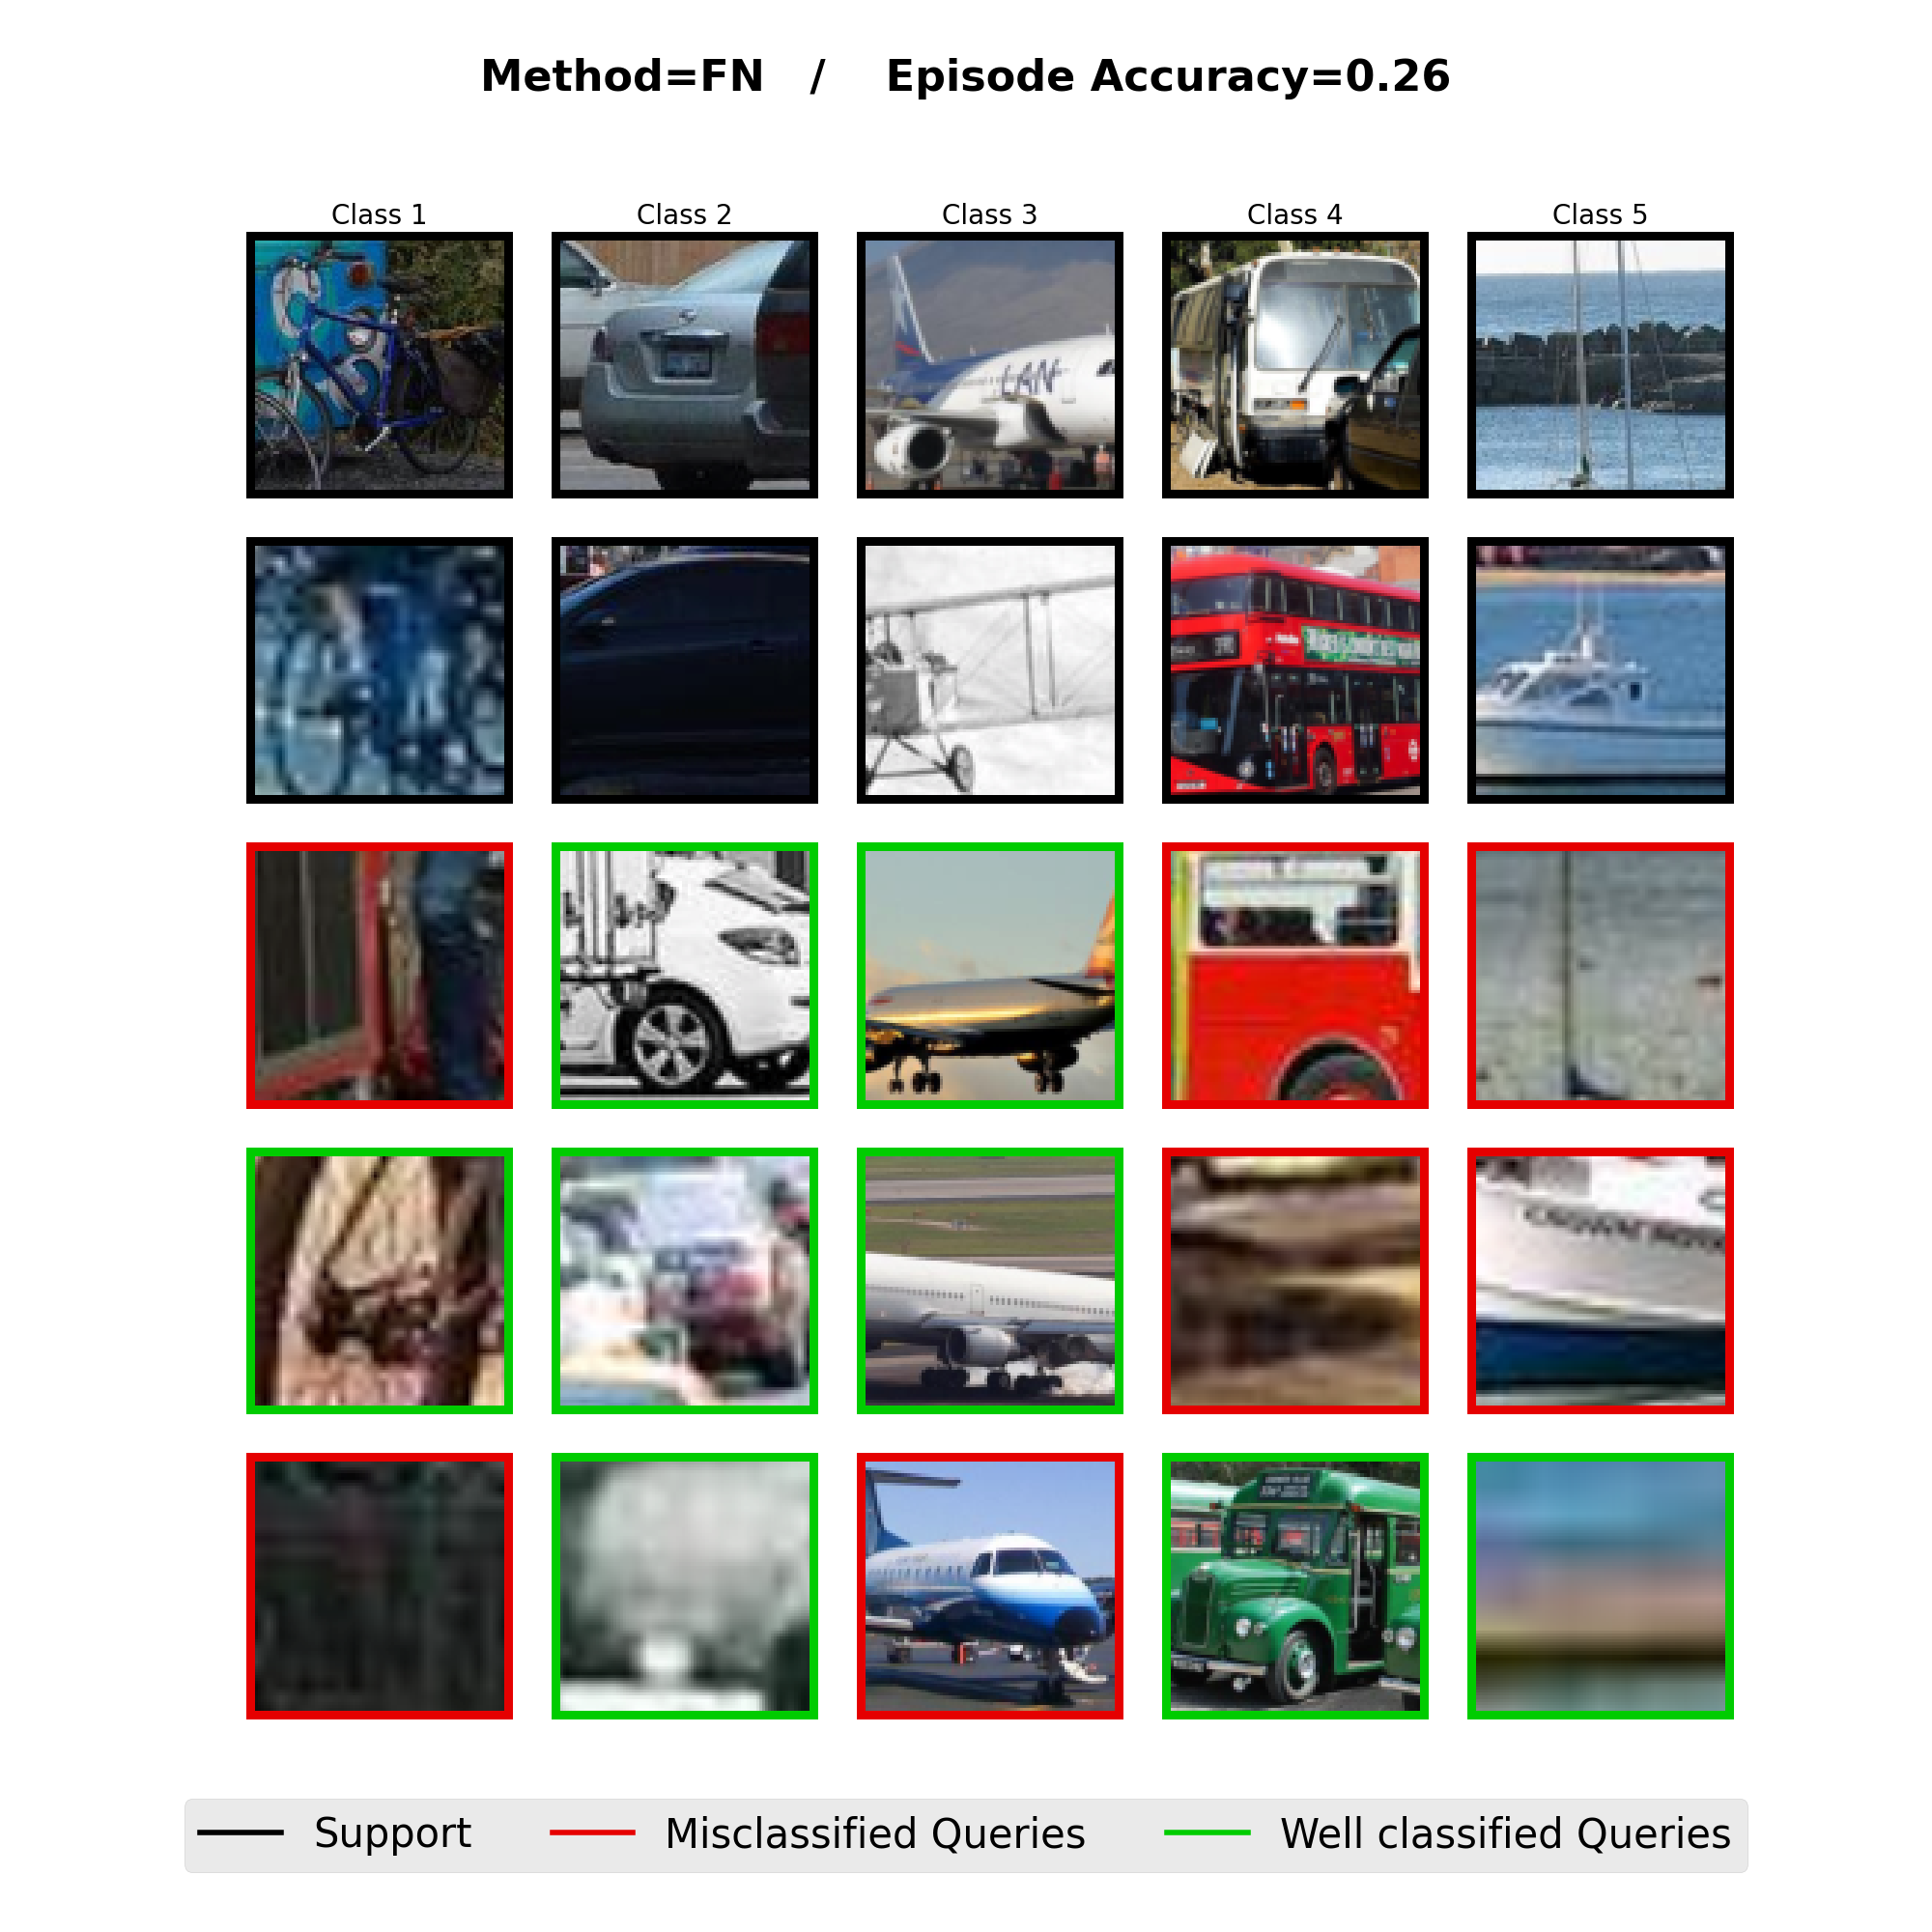 Method=FN / Episode Accuracy=0.26
Class 1 Class 2 Class 3 Class 4 Class 5
LAN
Support Misclassified Queries Well classified Queries